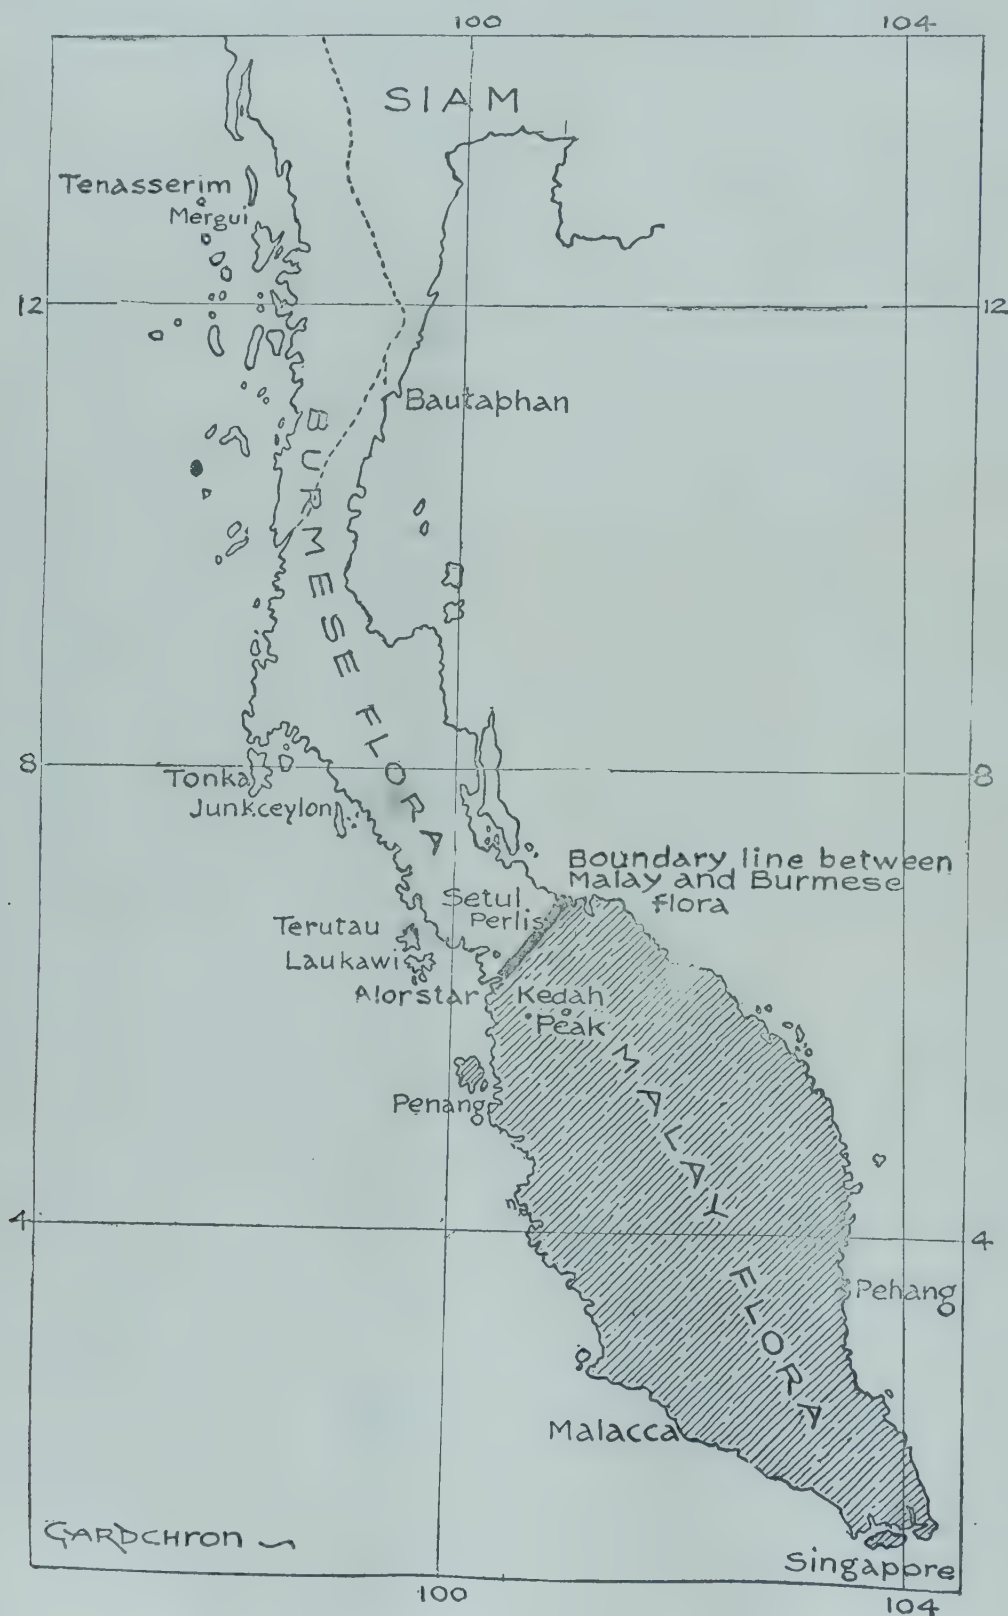 100
104
SIAM
Tenasserim
Mergui
12
12
Bautaphan
BURMESE FLORA
8
8
Tonka
Junkceylon
Boundary line between
Malay and Burmese
flora
Setul
Perlis
Terutau
Laukawi
Alorstar
Kedah
Peak
Penang
MALAY FLORA
4
4
Pehang
Malacca
GARDCHRON
Singapore
100
104